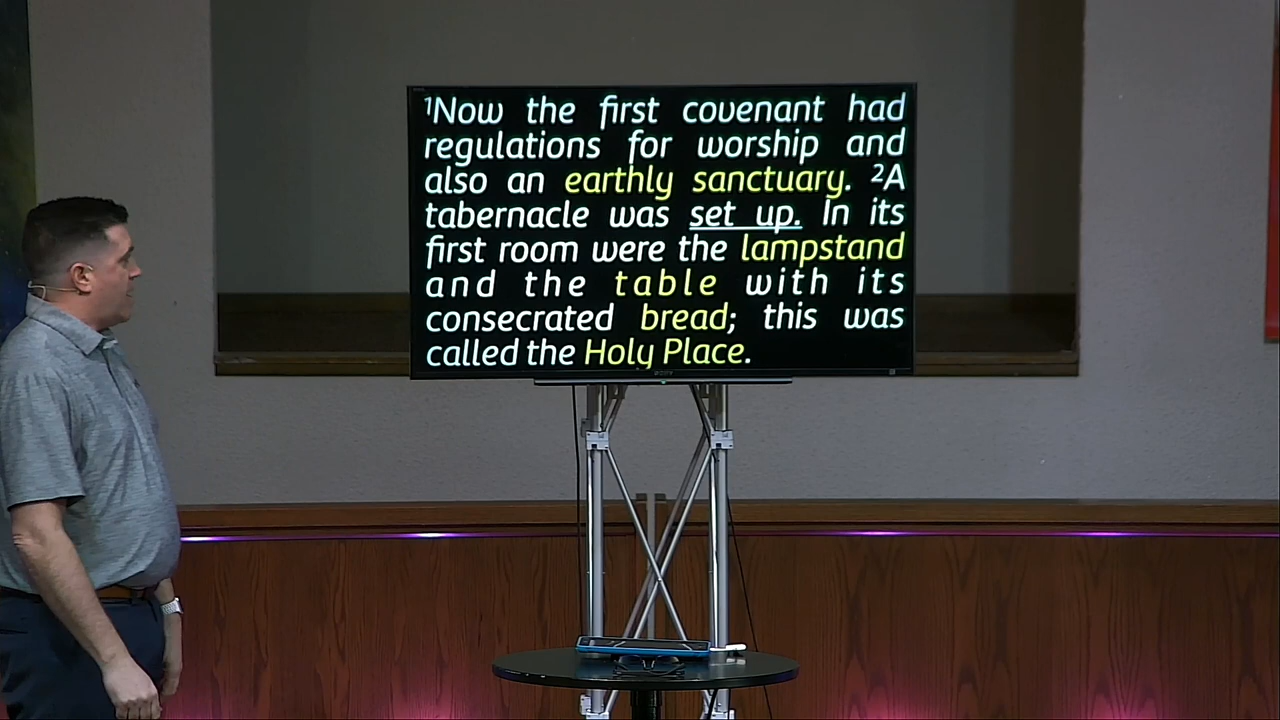 ¹Now the first covenant had
regulations for worship and
also an earthly sanctuary. ²A
tabernacle was set up. In its
first room were the lampstand
and the table with its
consecrated bread; this was
called the Holy Place.
SONY